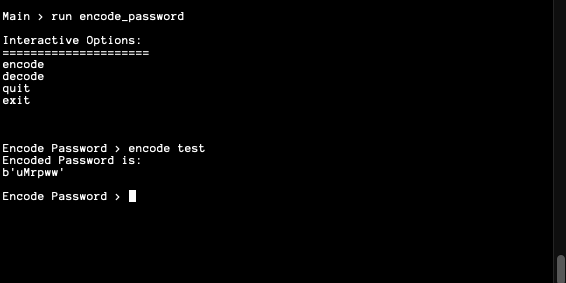 Main > run encode_password
Interactive Options:
=====================
encode
decode
quit
exit
Encode Password > encode test
Encoded Password is:
b'uMrpww'
Encode Password >